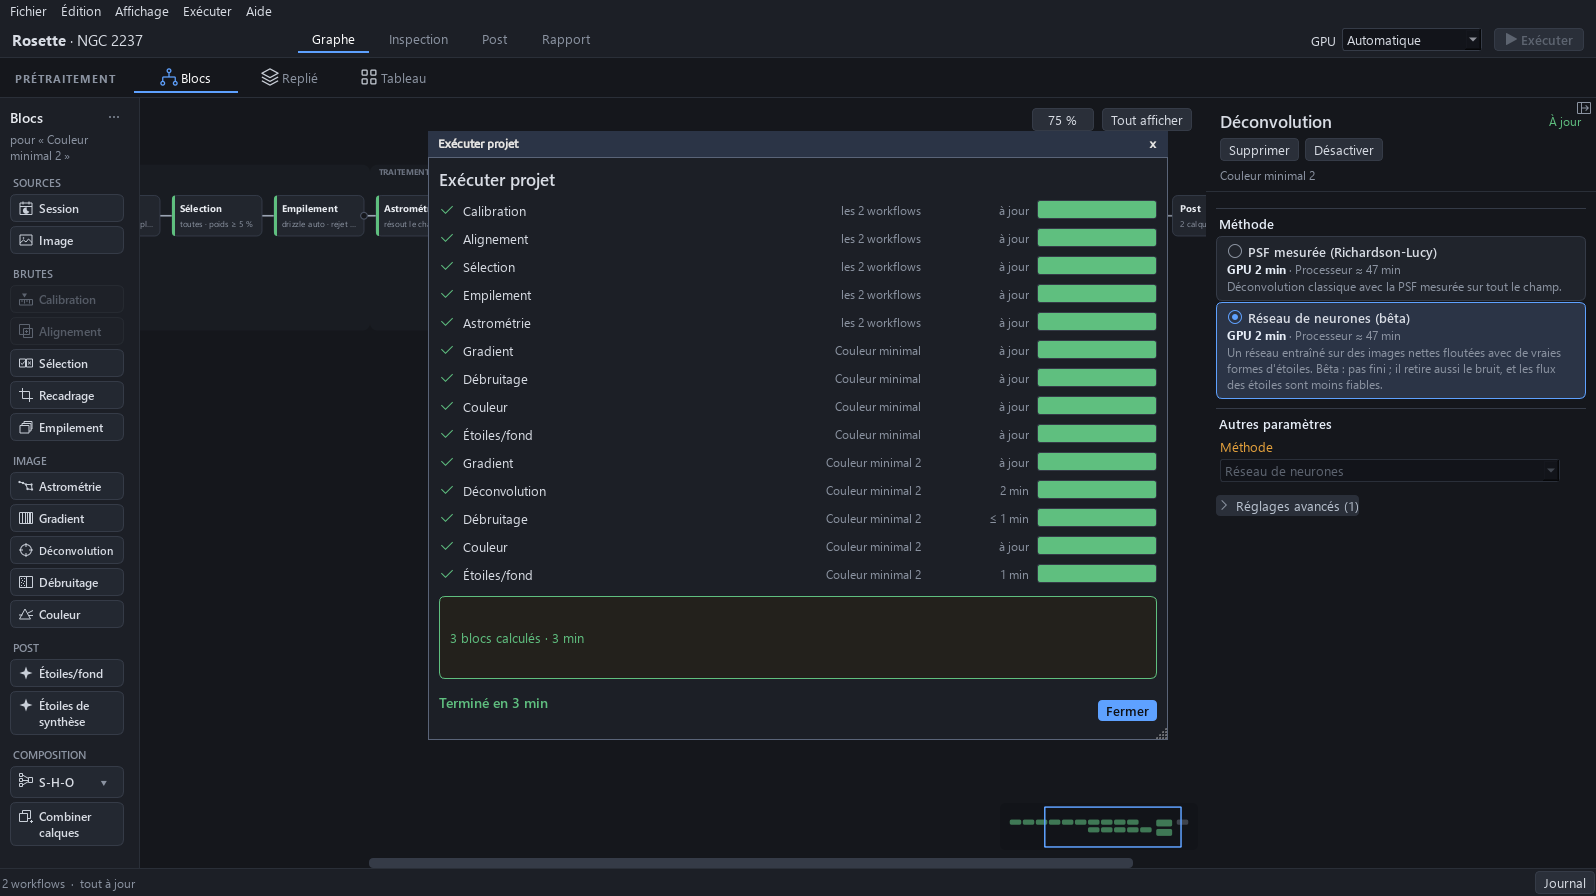 Fichier Édition Affichage Exécuter Aide
Rosette · NGC 2237
Graphe Inspection Post Rapport
GPU Automatique Exécuter
PRÉTRAITEMENT Blocs Replié Tableau
Blocs ...
pour « Couleur
minimal 2 »
SOURCES
Session
Image
BRUTES
Calibration
Alignement
Sélection
Recadrage
Empilement
IMAGE
Astrométrie
Gradient
Déconvolution
Débruitage
Couleur
POST
Étoiles/fond
Étoiles de
synthèse
COMPOSITION
S-H-O
Combiner
calques
75 % Tout afficher
TRAITEMENT
Sélection
toutes · poids ≥ 5 %
Empilement
drizzle auto · rejet ...
Astromét
résout le cha
Post
2 calqu
Exécuter projet x
Exécuter projet
Calibration les 2 workflows à jour
Alignement les 2 workflows à jour
Sélection les 2 workflows à jour
Empilement les 2 workflows à jour
Astrométrie les 2 workflows à jour
Gradient Couleur minimal à jour
Débruitage Couleur minimal à jour
Couleur Couleur minimal à jour
Étoiles/fond Couleur minimal à jour
Gradient Couleur minimal 2 à jour
Déconvolution Couleur minimal 2 2 min
Débruitage Couleur minimal 2 ≤ 1 min
Couleur Couleur minimal 2 à jour
Étoiles/fond Couleur minimal 2 1 min
3 blocs calculés · 3 min
Terminé en 3 min
Fermer
Déconvolution À jour
Supprimer Désactiver
Couleur minimal 2
Méthode
PSF mesurée (Richardson-Lucy)
GPU 2 min · Processeur ≈ 47 min
Déconvolution classique avec la PSF mesurée sur tout le champ.
Réseau de neurones (bêta)
GPU 2 min · Processeur ≈ 47 min
Un réseau entraîné sur des images nettes floutées avec de vraies
formes d'étoiles. Bêta : pas fini ; il retire aussi le bruit, et les flux
des étoiles sont moins fiables.
Autres paramètres
Méthode
Réseau de neurones
Réglages avancés (1)
2 workflows · tout à jour
Journal